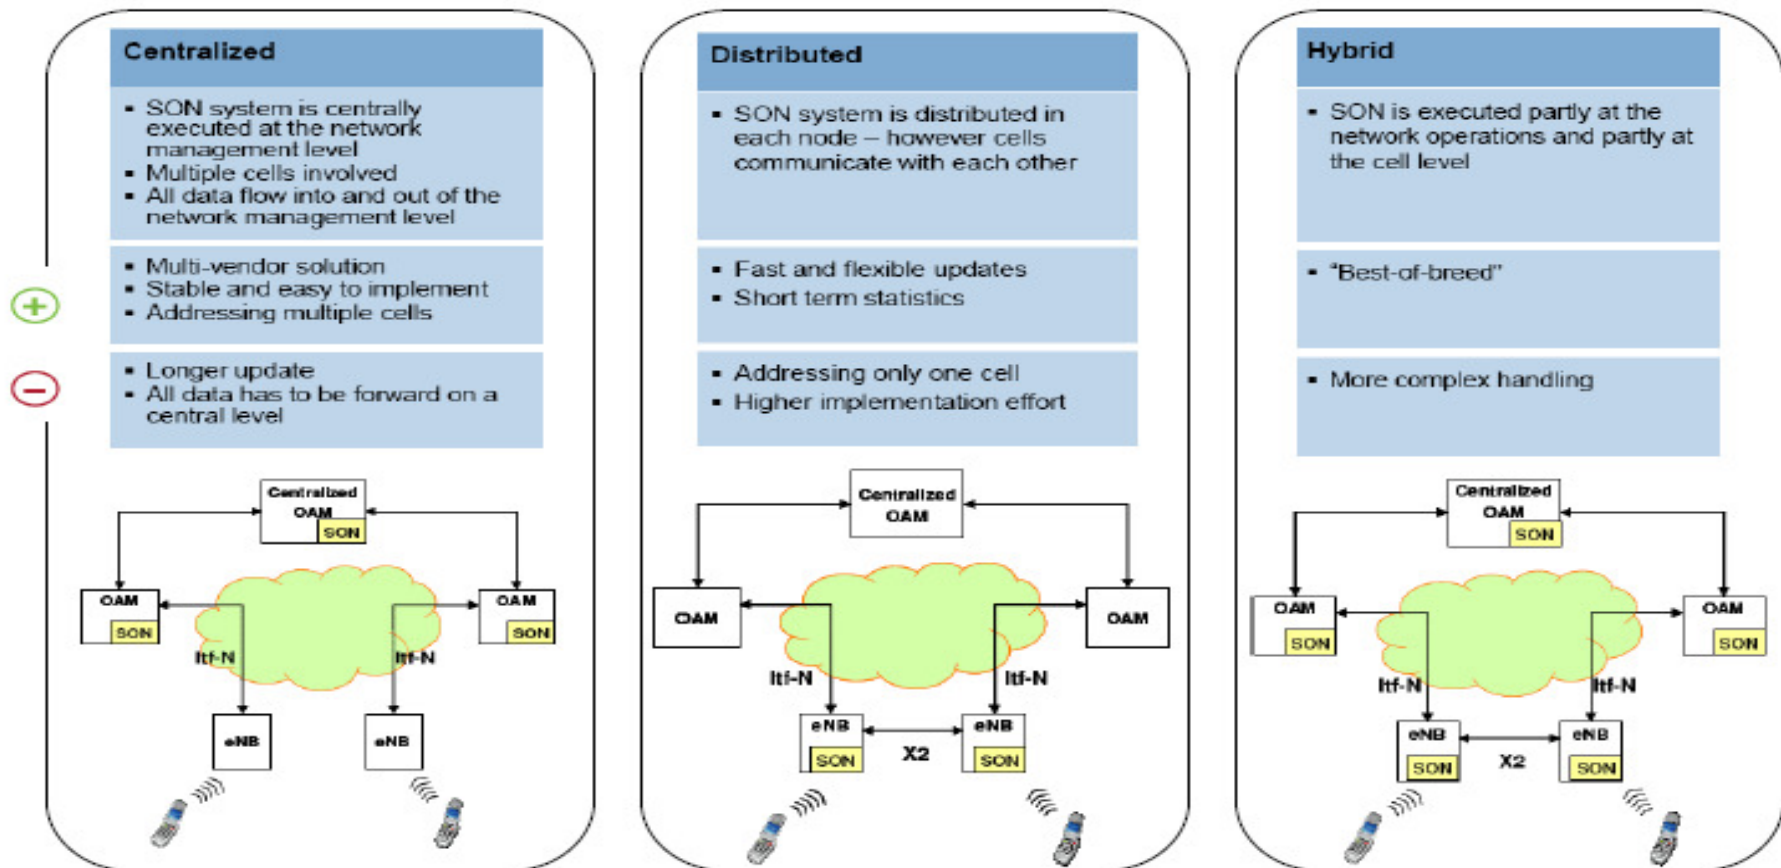 Centralized
▪ SON system is centrally
executed at the network
management level
▪ Multiple cells involved
▪ All data flow into and out of the
network management level
▪ Multi-vendor solution
▪ Stable and easy to implement
▪ Addressing multiple cells
▪ Longer update
▪ All data has to be forward on a
central level
Centralized
OAM
SON
OAM
SON
OAM
SON
Itf-N
Itf-N
eNB
eNB
Distributed
▪ SON system is distributed in
each node – however cells
communicate with each other
▪ Fast and flexible updates
▪ Short term statistics
▪ Addressing only one cell
▪ Higher implementation effort
Centralized
OAM
OAM
OAM
Itf-N
Itf-N
eNB
SON
X2
eNB
SON
Hybrid
▪ SON is executed partly at the
network operations and partly at
the cell level
▪ “Best-of-breed”
▪ More complex handling
Centralized
OAM
SON
OAM
SON
OAM
SON
Itf-N
Itf-N
eNB
SON
X2
eNB
SON